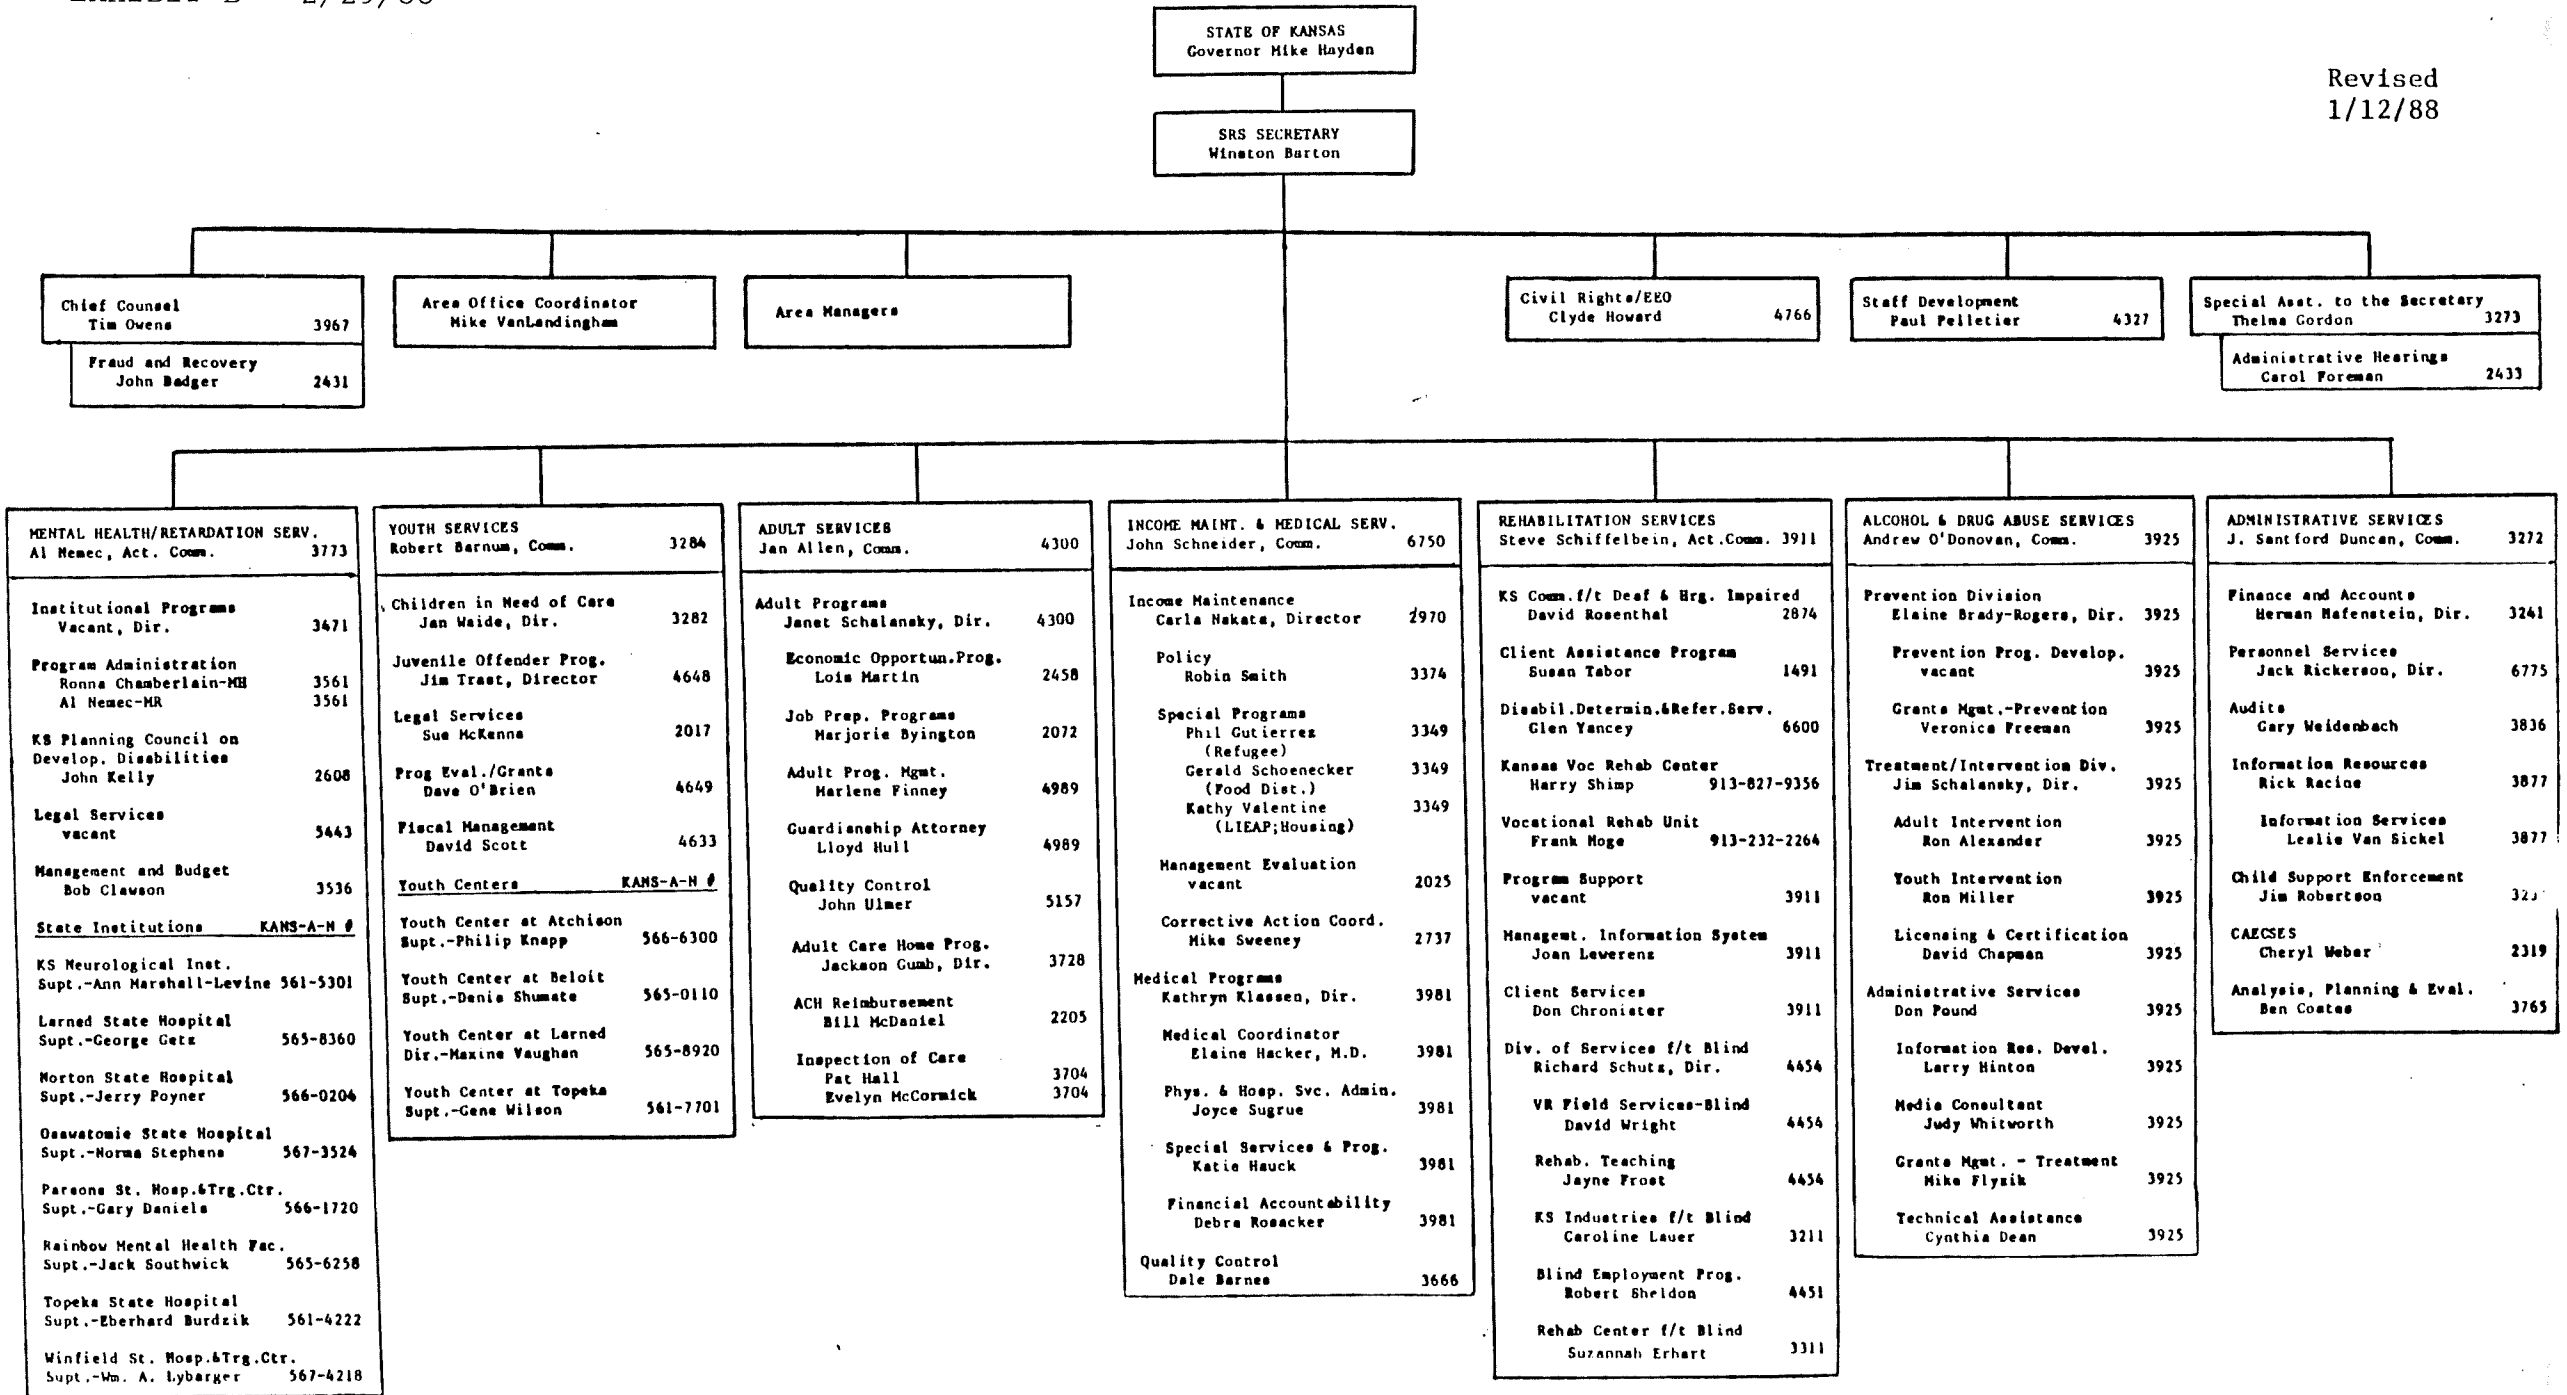 EXHIBIT B 2/29/88
STATE OF KANSAS
Governor Mike Hayden
Revised
1/12/88
SRS SECRETARY
Winston Barton
Chief Counsel
Tim Owens 3967
Fraud and Recovery
John Badger 2431
Area Office Coordinator
Mike VanLandingham
Area Managers
Civil Rights/EEO
Clyde Howard 4766
Staff Development
Paul Pelletier 4327
Special Asst. to the Secretary
Thelma Gordon 3273
Administrative Hearings
Carol Foreman 2433
MENTAL HEALTH/RETARDATION SERV.
Al Nemec, Act. Comm. 3773
Institutional Programs
Vacant, Dir. 3471
Program Administration
Ronna Chamberlain-MH 3561
Al Nemec-MR 3561
KS Planning Council on
Develop. Disabilities
John Kelly 2608
Legal Services
vacant 5443
Management and Budget
Bob Clawson 3536
State Institutions KANS-A-N #
KS Neurological Inst.
Supt.-Ann Marshall-Levine 561-5301
Larned State Hospital
Supt.-George Getz 565-8360
Norton State Hospital
Supt.-Jerry Poyner 566-0204
Osawatomie State Hospital
Supt.-Norma Stephens 567-3524
Parsons St. Hosp.&Trg.Ctr.
Supt.-Gary Daniels 566-1720
Rainbow Mental Health Fac.
Supt.-Jack Southwick 565-6258
Topeka State Hospital
Supt.-Eberhard Burdzik 561-4222
Winfield St. Hosp.&Trg.Ctr.
Supt.-Wm. A. Lybarger 567-4218
YOUTH SERVICES
Robert Barnum, Comm. 3284
Children in Need of Care
Jan Waide, Dir. 3282
Juvenile Offender Prog.
Jim Trast, Director 4648
Legal Services
Sue McKenna 2017
Prog Eval./Grants
Dave O'Brien 4649
Fiscal Management
David Scott 4633
Youth Centers KANS-A-N #
Youth Center at Atchison
Supt.-Philip Knapp 566-6300
Youth Center at Beloit
Supt.-Denis Shumate 565-0110
Youth Center at Larned
Dir.-Maxine Vaughan 565-8920
Youth Center at Topeka
Supt.-Gene Wilson 561-7701
ADULT SERVICES
Jan Allen, Comm. 4300
Adult Programs
Janet Schalansky, Dir. 4300
Economic Opportun.Prog.
Lois Martin 2458
Job Prep. Programs
Marjorie Byington 2072
Adult Prog. Mgmt.
Marlene Finney 4989
Guardianship Attorney
Lloyd Hull 4989
Quality Control
John Ulmer 5157
Adult Care Home Prog.
Jackson Gumb, Dir. 3728
ACH Reimbursement
Bill McDaniel 2205
Inspection of Care
Pat Hall 3704
Evelyn McCormick 3704
INCOME MAINT. & MEDICAL SERV.
John Schneider, Comm. 6750
Income Maintenance
Carla Nakata, Director 2970
Policy
Robin Smith 3374
Special Programs
Phil Gutierrez 3349
(Refugee)
Gerald Schoenecker 3349
(Food Dist.)
Kathy Valentine 3349
(LIEAP;Housing)
Management Evaluation
vacant 2025
Corrective Action Coord.
Mike Sweeney 2737
Medical Programs
Kathryn Klassen, Dir. 3981
Medical Coordinator
Elaine Hacker, M.D. 3981
Phys. & Hosp. Svc. Admin.
Joyce Sugrue 3981
Special Services & Prog.
Katie Hauck 3981
Financial Accountability
Debra Rosacker 3981
Quality Control
Dale Barnes 3666
REHABILITATION SERVICES
Steve Schiffelbein, Act.Comm. 3911
KS Comm.f/t Deaf & Hrg. Impaired
David Rosenthal 2874
Client Assistance Program
Susan Tabor 1491
Disabil.Determin.&Refer.Serv.
Glen Yancey 6600
Kansas Voc Rehab Center
Harry Shimp 913-827-9356
Vocational Rehab Unit
Frank Hoge 913-232-2264
Program Support
vacant 3911
Managemt. Information System
Joan Lewerenz 3911
Client Services
Don Chronister 3911
Div. of Services f/t Blind
Richard Schutz, Dir. 4454
VR Field Services-Blind
David Wright 4454
Rehab. Teaching
Jayne Frost 4454
KS Industries f/t Blind
Caroline Lauer 3211
Blind Employment Prog.
Robert Sheldon 4451
Rehab Center f/t Blind
Suzannah Erhart 3311
ALCOHOL & DRUG ABUSE SERVICES
Andrew O'Donovan, Comm. 3925
Prevention Division
Elaine Brady-Rogers, Dir. 3925
Prevention Prog. Develop.
vacant 3925
Grants Mgmt.-Prevention
Veronica Freeman 3925
Treatment/Intervention Div.
Jim Schalansky, Dir. 3925
Adult Intervention
Ron Alexander 3925
Youth Intervention
Ron Miller 3925
Licensing & Certification
David Chapman 3925
Administrative Services
Don Pound 3925
Information Res. Devel.
Larry Hinton 3925
Media Consultant
Judy Whitworth 3925
Grants Mgmt. - Treatment
Mike Flyzik 3925
Technical Assistance
Cynthia Dean 3925
ADMINISTRATIVE SERVICES
J. Santford Duncan, Comm. 3272
Finance and Accounts
Herman Hafenstein, Dir. 3241
Personnel Services
Jack Rickerson, Dir. 6775
Audits
Gary Weidenbach 3836
Information Resources
Rick Racine 3877
Information Services
Leslie Van Sickel 3877
Child Support Enforcement
Jim Robertson
CAECSES
Cheryl Weber 2319
Analysis, Planning & Eval.
Ben Coates 3765